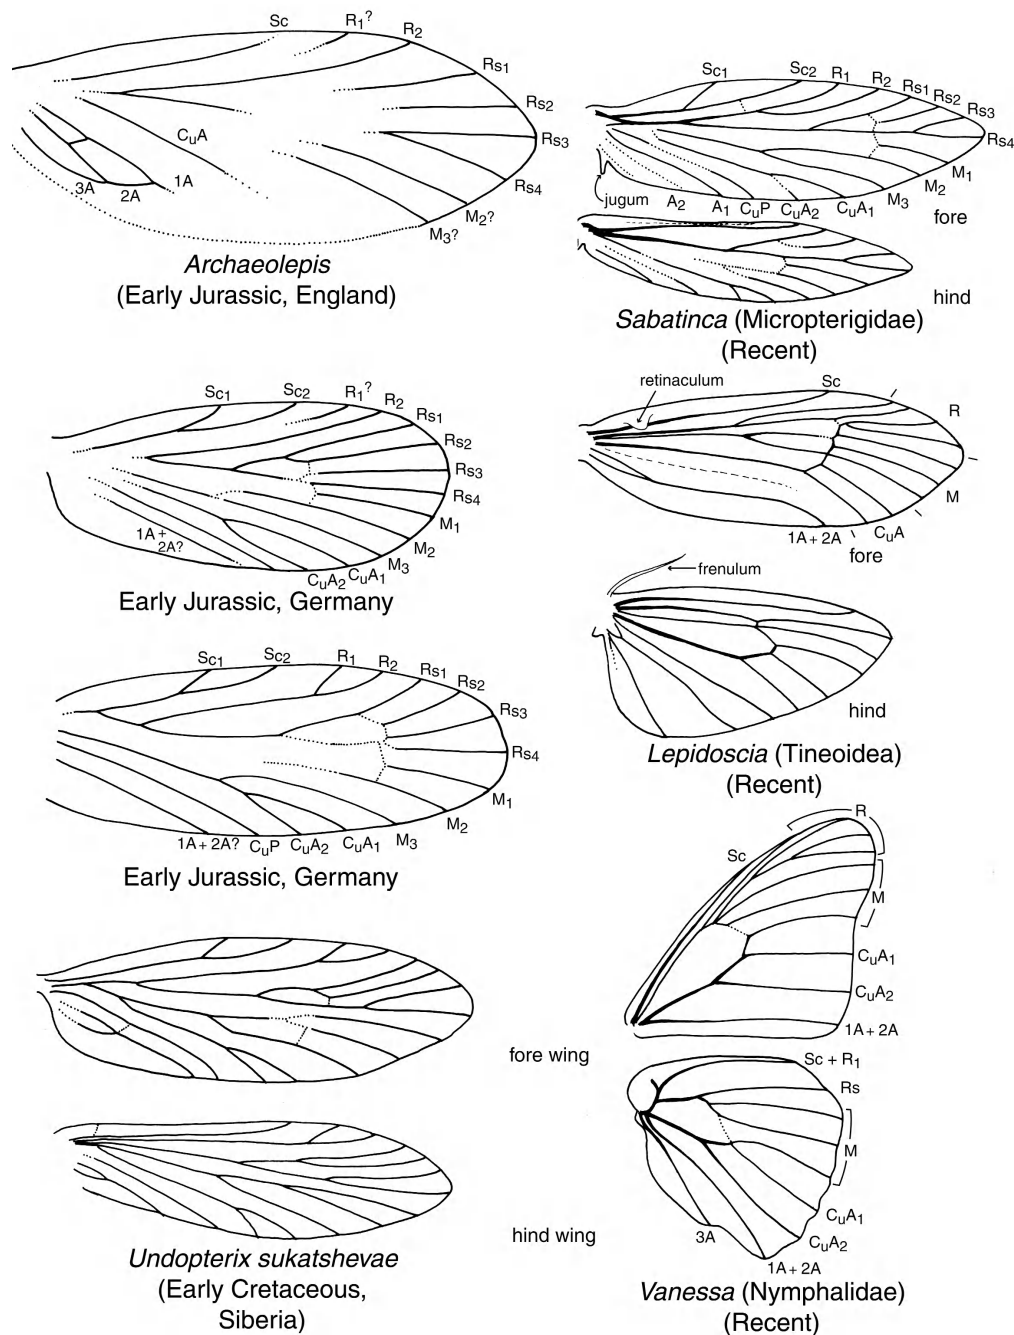 Sc R1? R2
Rs1
Rs2
Rs3
Rs4
M2?
M3?
CuA
3A 2A 1A
Archaeolepis
(Early Jurassic, England)
Sc1 Sc2 R1 R2 Rs1 Rs2 Rs3
Rs4
M1
M2
M3
jugum A2 A1 CuP CuA2 CuA1
fore
hind
Sabatinca (Micropterigidae)
(Recent)
Sc1 Sc2 R1? R2 Rs1
Rs2
Rs3
Rs4
M1
M2
M3
1A +
2A?
CuA2 CuA1
Early Jurassic, Germany
retinaculum Sc
R
M
CuA
1A + 2A
fore
frenulum
hind
Lepidoscia (Tineoidea)
(Recent)
Sc1 Sc2 R1 R2 Rs1 Rs2
Rs3
Rs4
M1
M2
1A + 2A? CuP CuA2 CuA1 M3
Early Jurassic, Germany
R
Sc
M
CuA1
CuA2
1A + 2A
fore wing
Sc + R1
Rs
M
CuA1
CuA2
3A
1A + 2A
hind wing
Undopterix sukatshevae
(Early Cretaceous,
Siberia)
Vanessa (Nymphalidae)
(Recent)